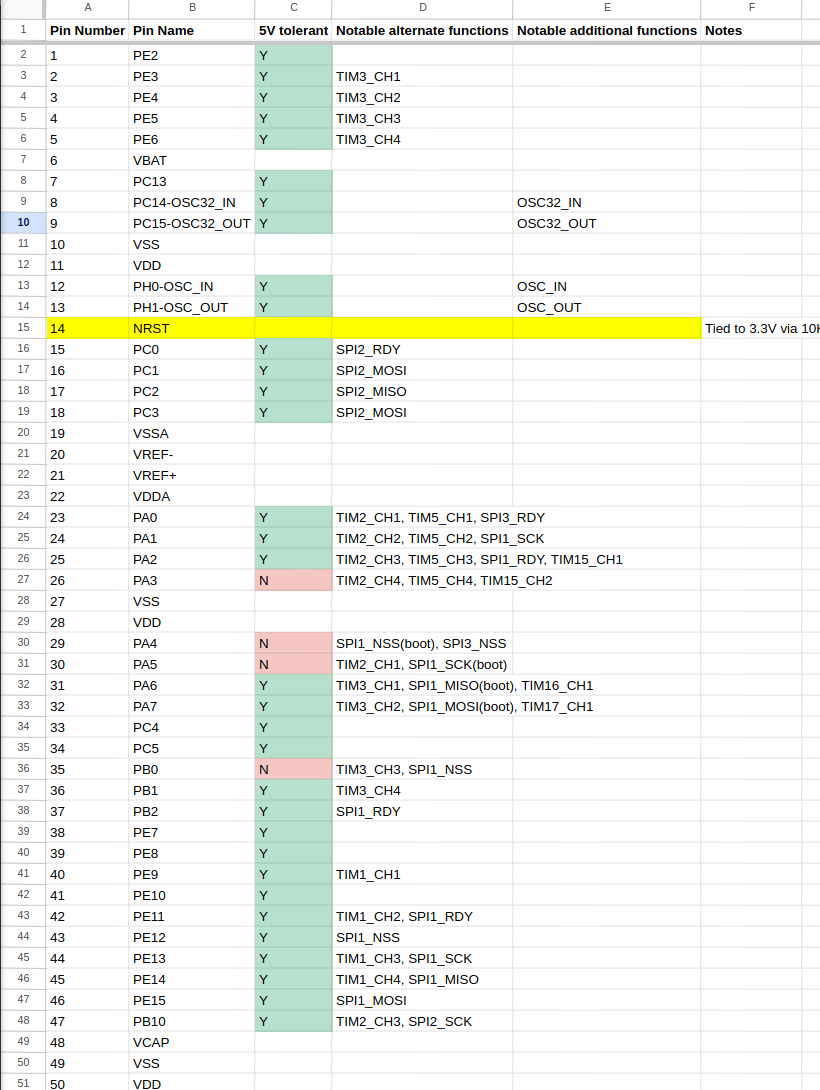 A B C D E F
1 Pin Number Pin Name 5V tolerant Notable alternate functions Notable additional functions Notes
2 1 PE2 Y
3 2 PE3 Y TIM3_CH1
4 3 PE4 Y TIM3_CH2
5 4 PE5 Y TIM3_CH3
6 5 PE6 Y TIM3_CH4
7 6 VBAT
8 7 PC13 Y
9 8 PC14-OSC32_IN Y OSC32_IN
10 9 PC15-OSC32_OUT Y OSC32_OUT
11 10 VSS
12 11 VDD
13 12 PH0-OSC_IN Y OSC_IN
14 13 PH1-OSC_OUT Y OSC_OUT
15 14 NRST Tied to 3.3V via 10K
16 15 PC0 Y SPI2_RDY
17 16 PC1 Y SPI2_MOSI
18 17 PC2 Y SPI2_MISO
19 18 PC3 Y SPI2_MOSI
20 19 VSSA
21 20 VREF-
22 21 VREF+
23 22 VDDA
24 23 PA0 Y TIM2_CH1, TIM5_CH1, SPI3_RDY
25 24 PA1 Y TIM2_CH2, TIM5_CH2, SPI1_SCK
26 25 PA2 Y TIM2_CH3, TIM5_CH3, SPI1_RDY, TIM15_CH1
27 26 PA3 N TIM2_CH4, TIM5_CH4, TIM15_CH2
28 27 VSS
29 28 VDD
30 29 PA4 N SPI1_NSS(boot), SPI3_NSS
31 30 PA5 N TIM2_CH1, SPI1_SCK(boot)
32 31 PA6 Y TIM3_CH1, SPI1_MISO(boot), TIM16_CH1
33 32 PA7 Y TIM3_CH2, SPI1_MOSI(boot), TIM17_CH1
34 33 PC4 Y
35 34 PC5 Y
36 35 PB0 N TIM3_CH3, SPI1_NSS
37 36 PB1 Y TIM3_CH4
38 37 PB2 Y SPI1_RDY
39 38 PE7 Y
40 39 PE8 Y
41 40 PE9 Y TIM1_CH1
42 41 PE10 Y
43 42 PE11 Y TIM1_CH2, SPI1_RDY
44 43 PE12 Y SPI1_NSS
45 44 PE13 Y TIM1_CH3, SPI1_SCK
46 45 PE14 Y TIM1_CH4, SPI1_MISO
47 46 PE15 Y SPI1_MOSI
48 47 PB10 Y TIM2_CH3, SPI2_SCK
49 48 VCAP
50 49 VSS
51 50 VDD